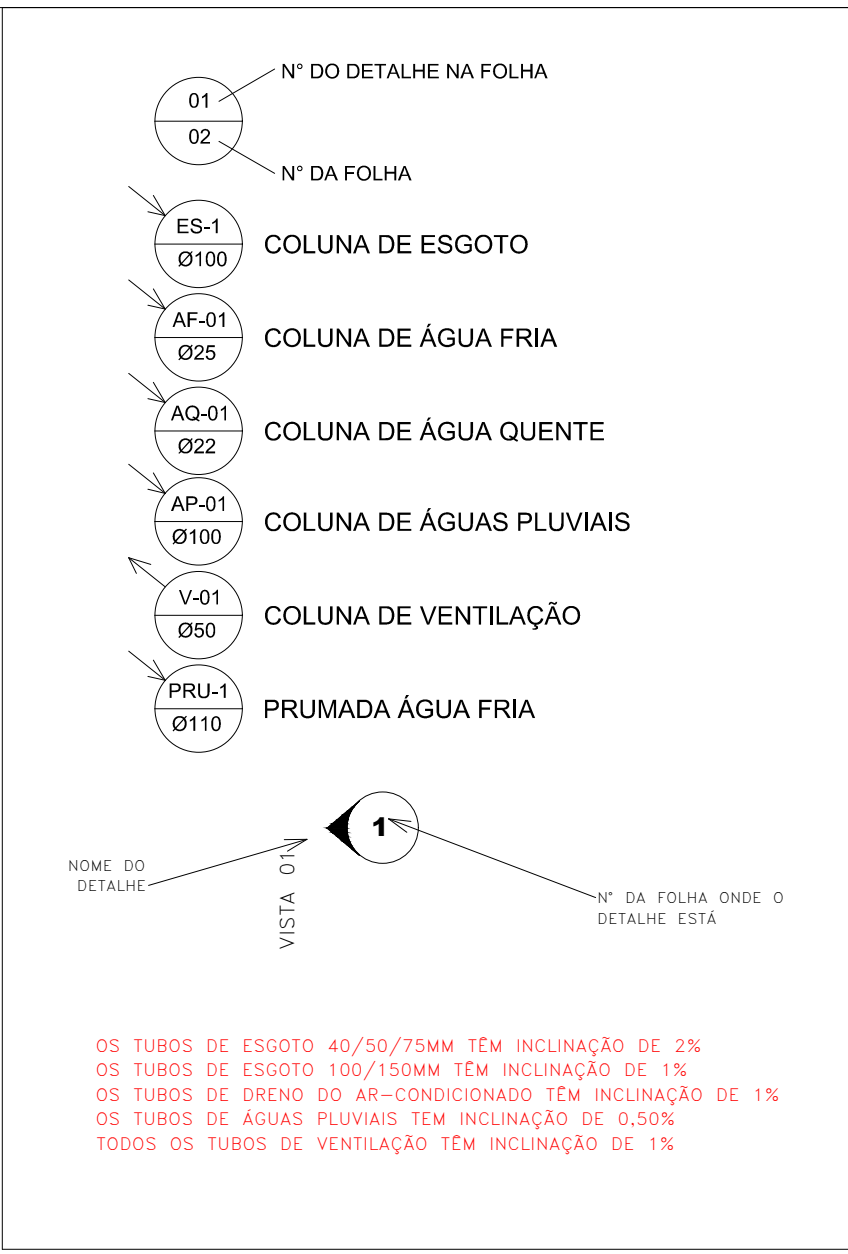 N° DO DETALHE NA FOLHA
01
02
N° DA FOLHA
ES-1
Ø100
COLUNA DE ESGOTO
AF-01
Ø25
COLUNA DE ÁGUA FRIA
AQ-01
Ø22
COLUNA DE ÁGUA QUENTE
AP-01
Ø100
COLUNA DE ÁGUAS PLUVIAIS
V-01
Ø50
COLUNA DE VENTILAÇÃO
PRU-1
Ø110
PRUMADA ÁGUA FRIA
1
NOME DO
DETALHE
VISTA 01
N° DA FOLHA ONDE O
DETALHE ESTÁ
OS TUBOS DE ESGOTO 40/50/75MM TÊM INCLINAÇÃO DE 2%
OS TUBOS DE ESGOTO 100/150MM TÊM INCLINAÇÃO DE 1%
OS TUBOS DE DRENO DO AR-CONDICIONADO TÊM INCLINAÇÃO DE 1%
OS TUBOS DE ÁGUAS PLUVIAIS TEM INCLINAÇÃO DE 0,50%
TODOS OS TUBOS DE VENTILAÇÃO TÊM INCLINAÇÃO DE 1%